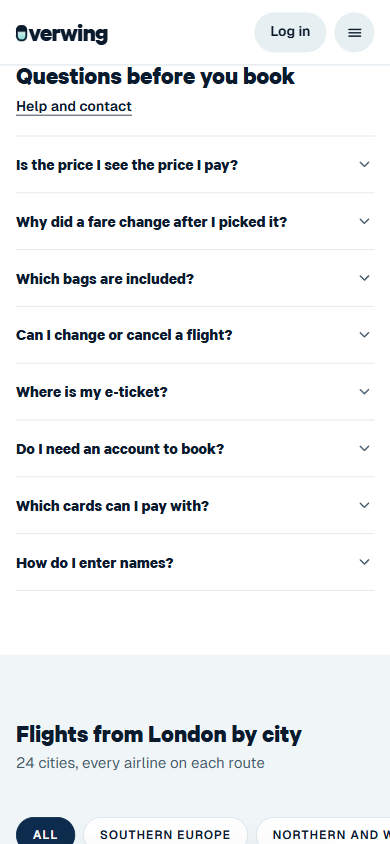 Overwing
Log in
Questions before you book
Help and contact
Is the price I see the price I pay?
Why did a fare change after I picked it?
Which bags are included?
Can I change or cancel a flight?
Where is my e-ticket?
Do I need an account to book?
Which cards can I pay with?
How do I enter names?
Flights from London by city
24 cities, every airline on each route
ALL
SOUTHERN EUROPE
NORTHERN AND W